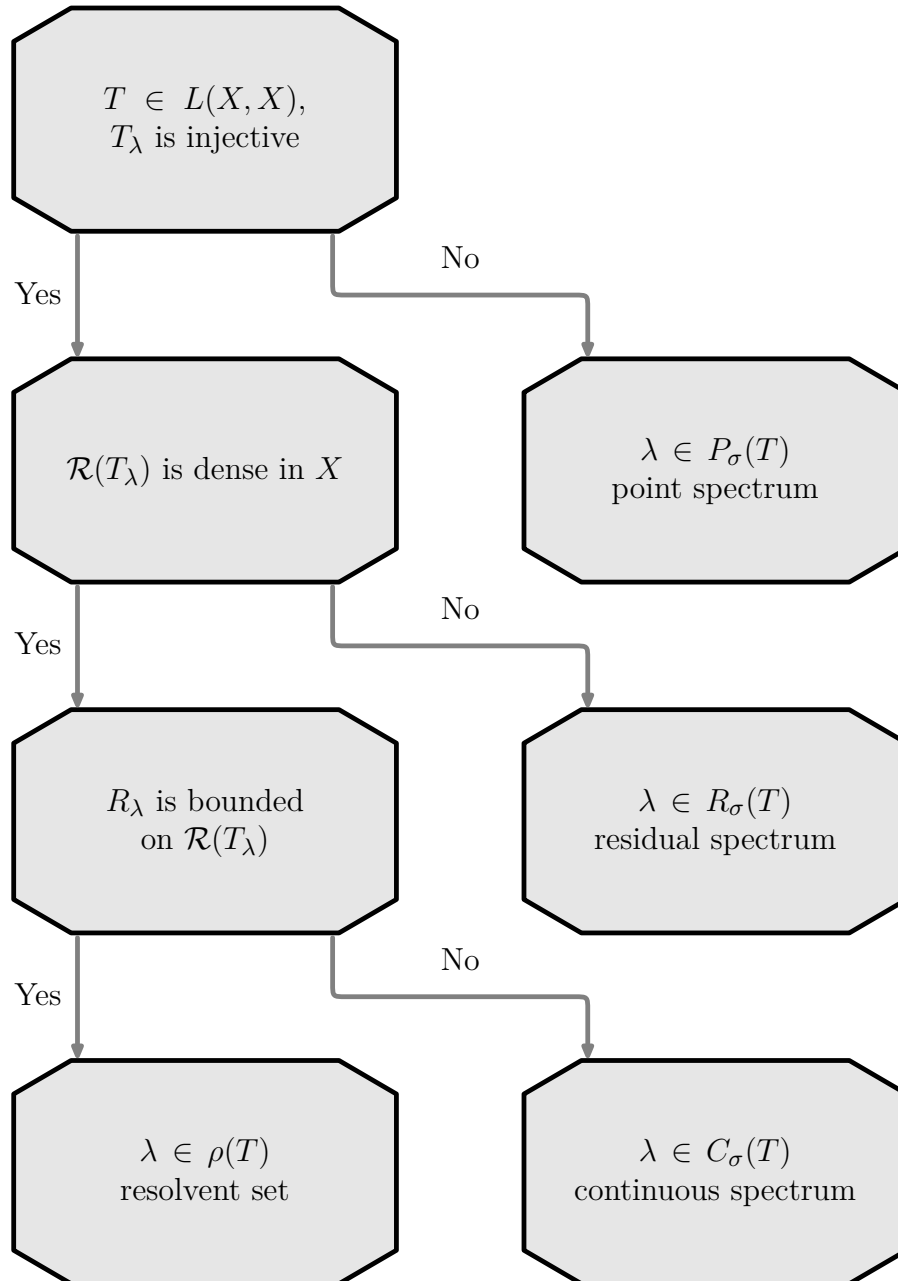 T ∈ L(X, X),
T_λ is injective
No
Yes
ℛ(T_λ) is dense in X
λ ∈ P_σ(T)
point spectrum
No
Yes
R_λ is bounded
on ℛ(T_λ)
λ ∈ R_σ(T)
residual spectrum
No
Yes
λ ∈ ρ(T)
resolvent set
λ ∈ C_σ(T)
continuous spectrum